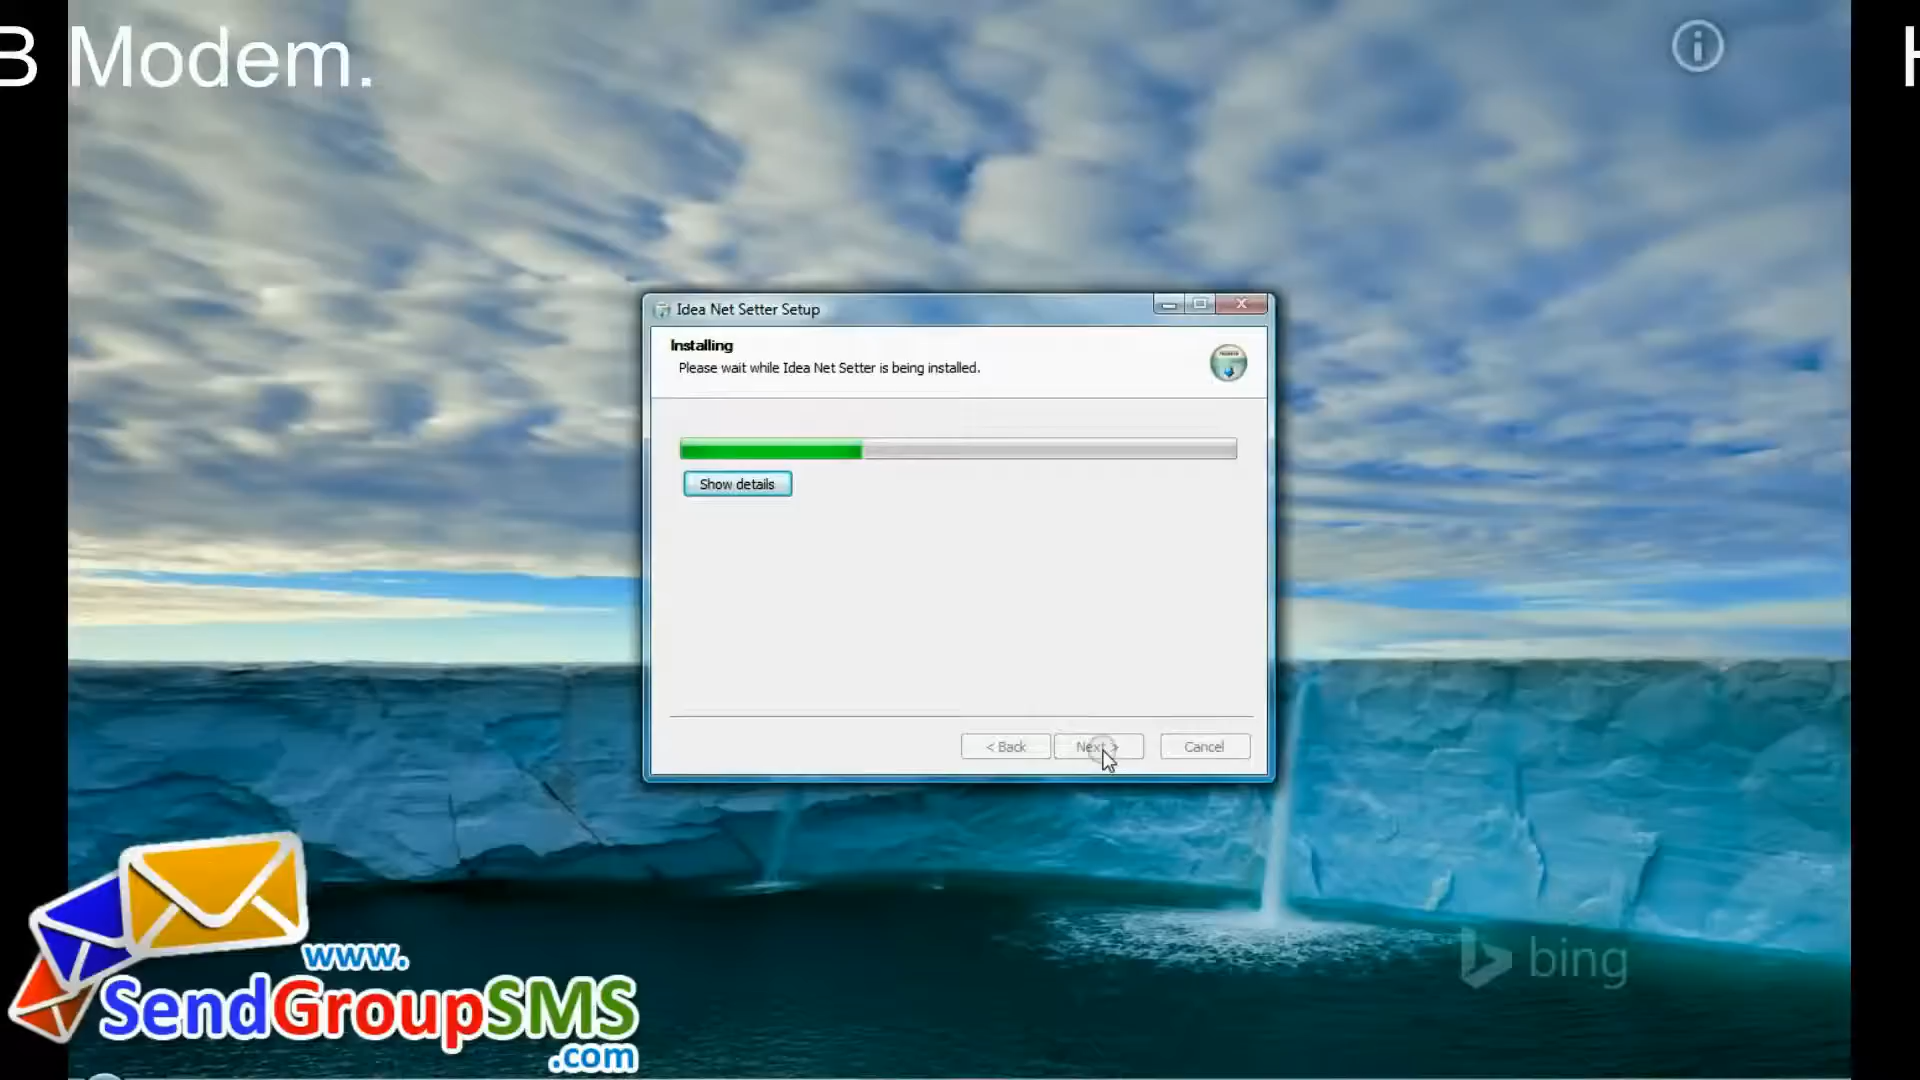 B Modem.
H
Idea Net Setter Setup
Installing
Please wait while Idea Net Setter is being installed.
Show details
< Back
Next >
Cancel
www.
SendGroupSMS
.com
bing